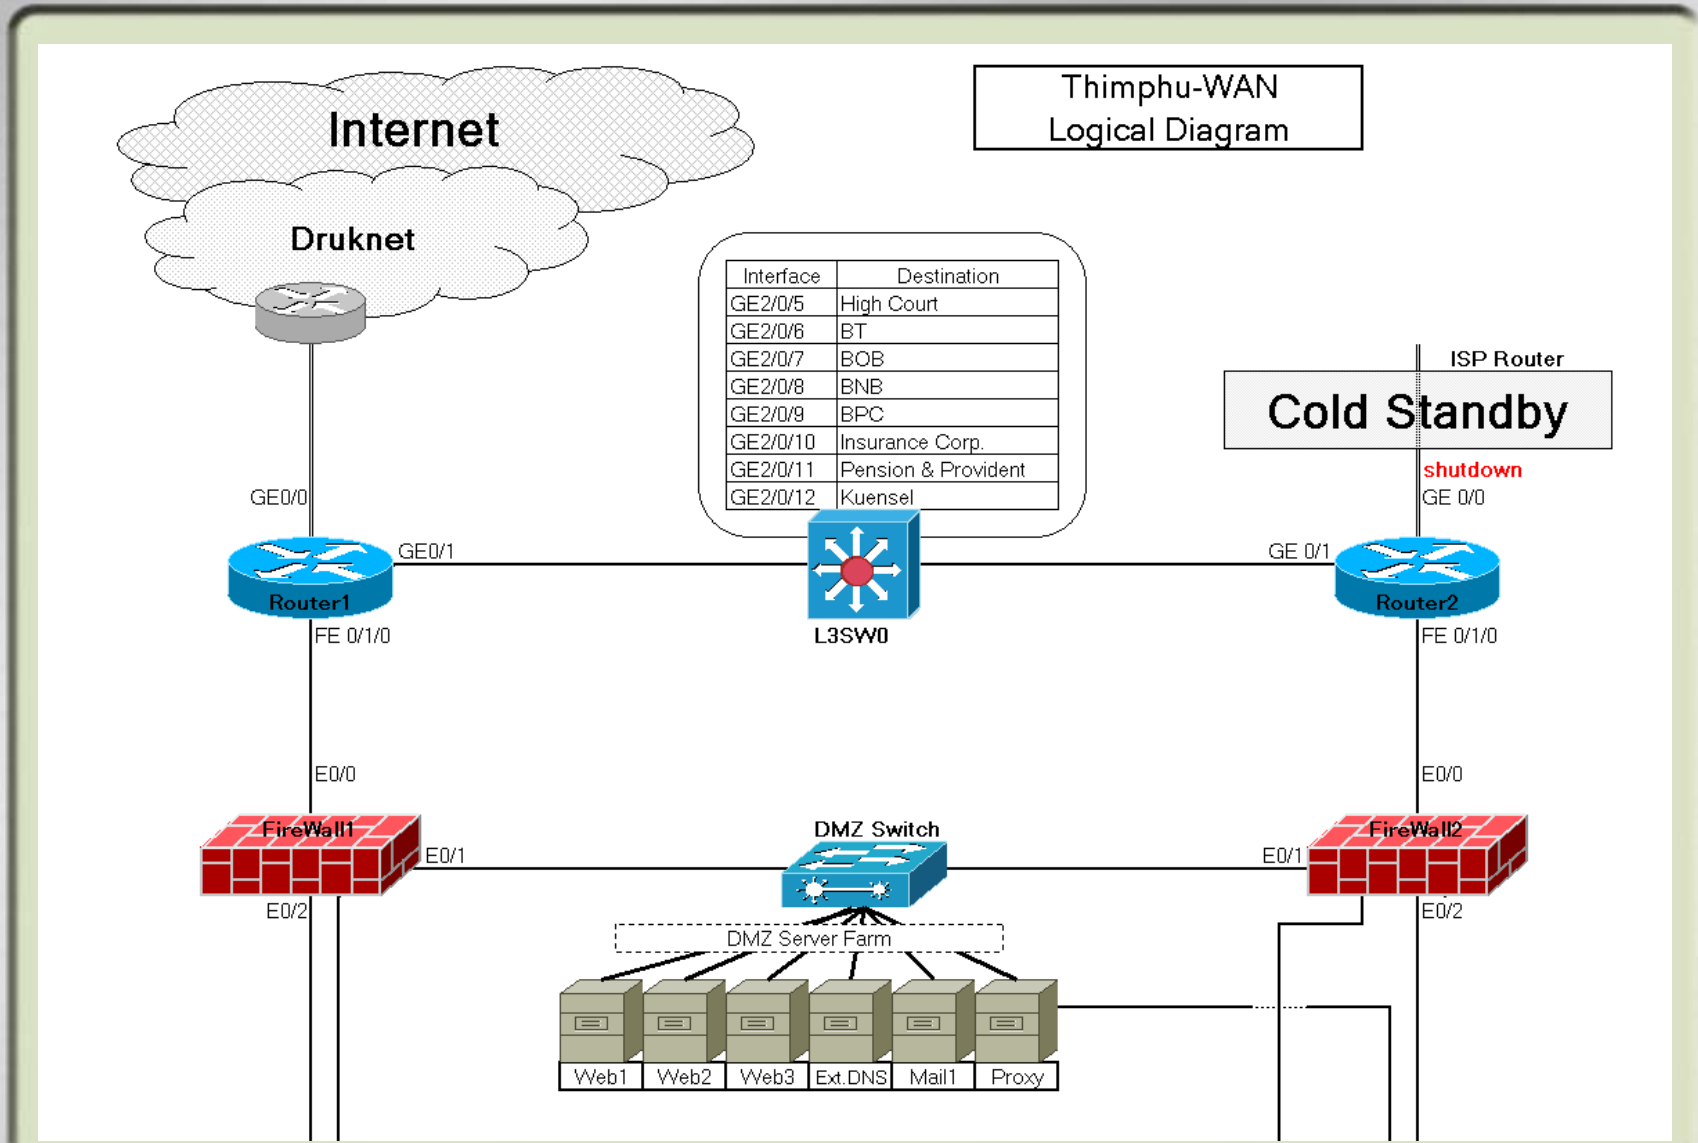 Internet
Thimphu-WAN
Logical Diagram
Druknet
Interface Destination
GE2/0/5 High Court
GE2/0/6 BT
GE2/0/7 BOB
GE2/0/8 BNB
GE2/0/9 BPC
GE2/0/10 Insurance Corp.
GE2/0/11 Pension & Provident
GE2/0/12 Kuensel
ISP Router
Cold Standby
shutdown
GE0/0
GE 0/0
GE0/1
GE 0/1
Router1
Router2
L3SW0
FE 0/1/0
FE 0/1/0
E0/0
E0/0
FireWall1
DMZ Switch
FireWall2
E0/1
E0/1
E0/2
E0/2
DMZ Server Farm
Web1 Web2 Web3 Ext.DNS Mail1 Proxy